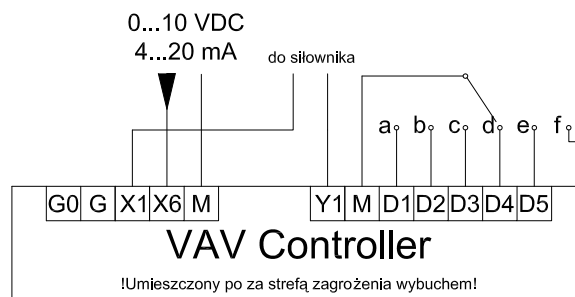 0...10 VDC
4...20 mA
do siłownika
a b c d e f
G0 G X1 X6 M Y1 M D1 D2 D3 D4 D5
VAV Controller
!Umieszczony po za strefą zagrożenia wybuchem!